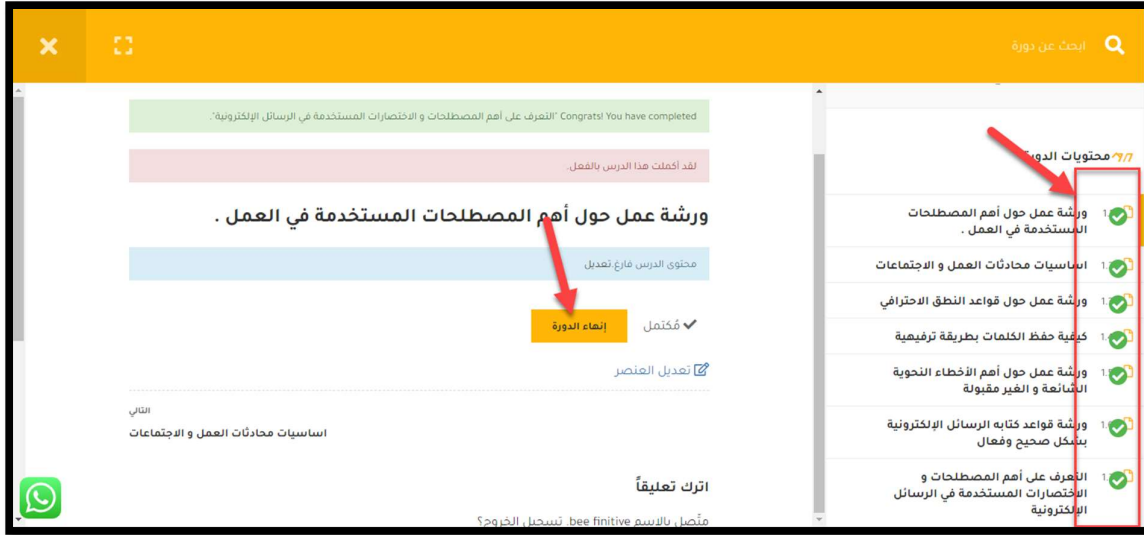 ابحث عن دورة
Congrats! You have completed "التعرف على أهم المصطلحات و الاختصارات المستخدمة في الرسائل الإلكترونية".
لقد أكملت هذا الدرس بالفعل.
ورشة عمل حول أهم المصطلحات المستخدمة في العمل .
محتوى الدرس فارغ.تعديل
مُكتمل
إنهاء الدورة
تعديل العنصر
التالي
اساسيات محادثات العمل و الاجتماعات
اترك تعليقاً
متّصل بالاسم bee finitive. تسجيل الخروج؟
محتويات الدورة
7/7
ورشة عمل حول أهم المصطلحات
المستخدمة في العمل .
اساسيات محادثات العمل و الاجتماعات
ورشة عمل حول قواعد النطق الاحترافي
كيفية حفظ الكلمات بطريقة ترفيهية
ورشة عمل حول أهم الأخطاء النحوية
الشائعة و الغير مقبولة
ورشة قواعد كتابه الرسائل الإلكترونية
بشكل صحيح وفعال
التعرف على أهم المصطلحات و
الاختصارات المستخدمة في الرسائل
الإلكترونية